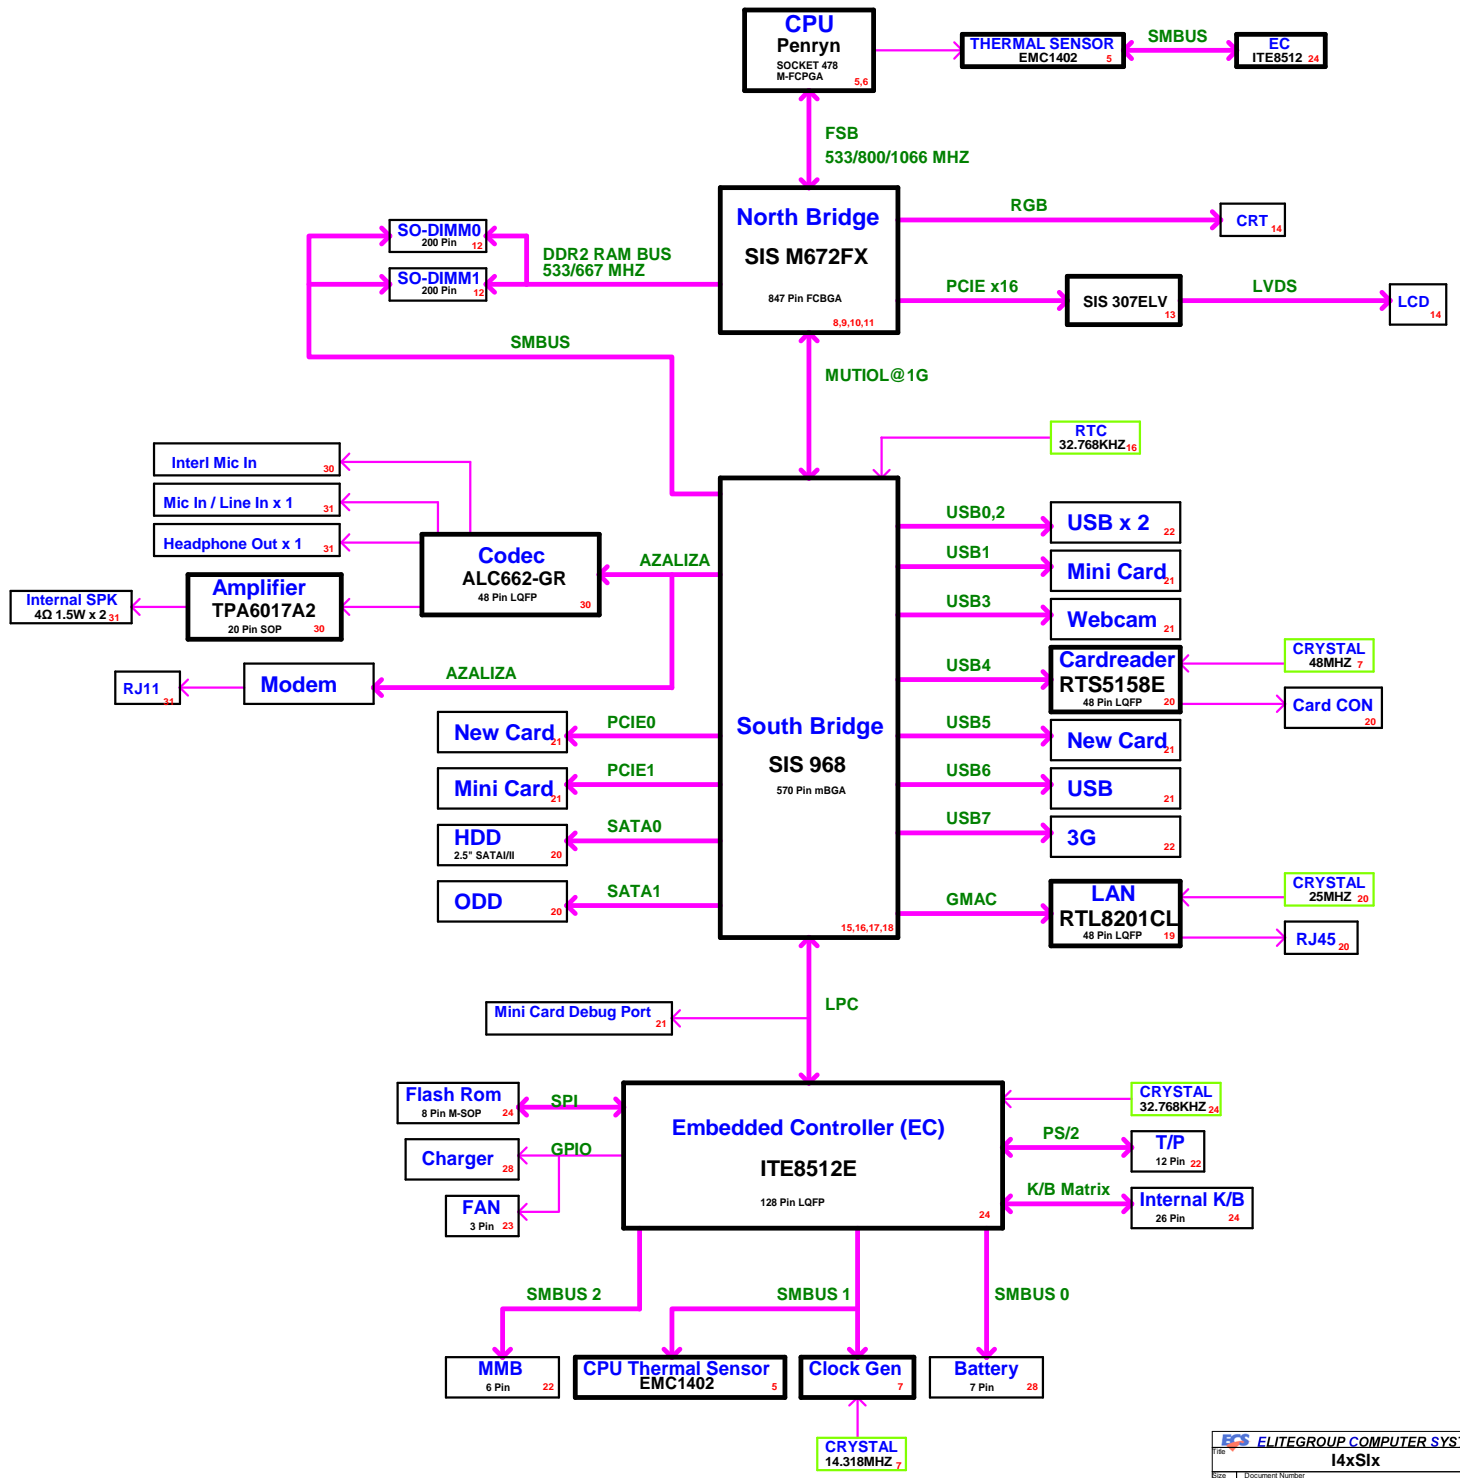 CPU
Penryn
SOCKET 478
M-FCPGA
5,6
THERMAL SENSOR
EMC1402 5
SMBUS
EC
ITE8512 24
FSB
533/800/1066 MHZ
North Bridge
SIS M672FX
847 Pin FCBGA
8,9,10,11
RGB
CRT 14
PCIE x16
SIS 307ELV
13
LVDS
LCD
14
SO-DIMM0
200 Pin 12
SO-DIMM1
200 Pin 12
DDR2 RAM BUS
533/667 MHZ
SMBUS
MUTIOL@1G
RTC
32.768KHZ 16
Interl Mic In 30
Mic In / Line In x 1 31
Headphone Out x 1 31
Codec
ALC662-GR
48 Pin LQFP 30
AZALIZA
Amplifier
TPA6017A2
20 Pin SOP 30
Internal SPK
4Ω 1.5W x 2 31
RJ11 31
Modem
AZALIZA
South Bridge
SIS 968
570 Pin mBGA
15,16,17,18
New Card 21
PCIE0
Mini Card 21
PCIE1
HDD
2.5" SATAI/II 20
SATA0
ODD
20
SATA1
USB0,2
USB x 2
22
USB1
Mini Card 21
USB3
Webcam 21
USB4
Cardreader
RTS5158E
48 Pin LQFP 20
CRYSTAL
48MHZ 7
Card CON
20
USB5
New Card 21
USB6
USB
21
USB7
3G
22
GMAC
LAN
RTL8201CL
48 Pin LQFP 19
CRYSTAL
25MHZ 20
RJ45 20
LPC
Mini Card Debug Port
21
Flash Rom
8 Pin M-SOP 24
SPI
Charger
28
GPIO
FAN
3 Pin 23
Embedded Controller (EC)
ITE8512E
128 Pin LQFP
24
CRYSTAL
32.768KHZ 24
PS/2
T/P
12 Pin 22
K/B Matrix
Internal K/B
26 Pin 24
SMBUS 2
SMBUS 1
SMBUS 0
MMB
6 Pin 22
CPU Thermal Sensor
EMC1402 5
Clock Gen
7
Battery
7 Pin 28
CRYSTAL
14.318MHZ 7
ECS ELITEGROUP COMPUTER SYST
Title
I4xSIx
Size Document Number